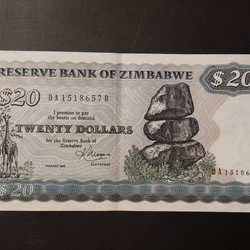 RESERVE BANK OF ZIMBABWE $20
$20 DA1518657R
I promise to pay
the bearer on demand
TWENTY DOLLARS
for the Reserve Bank of
Zimbabwe
DA15186
Governor
$20